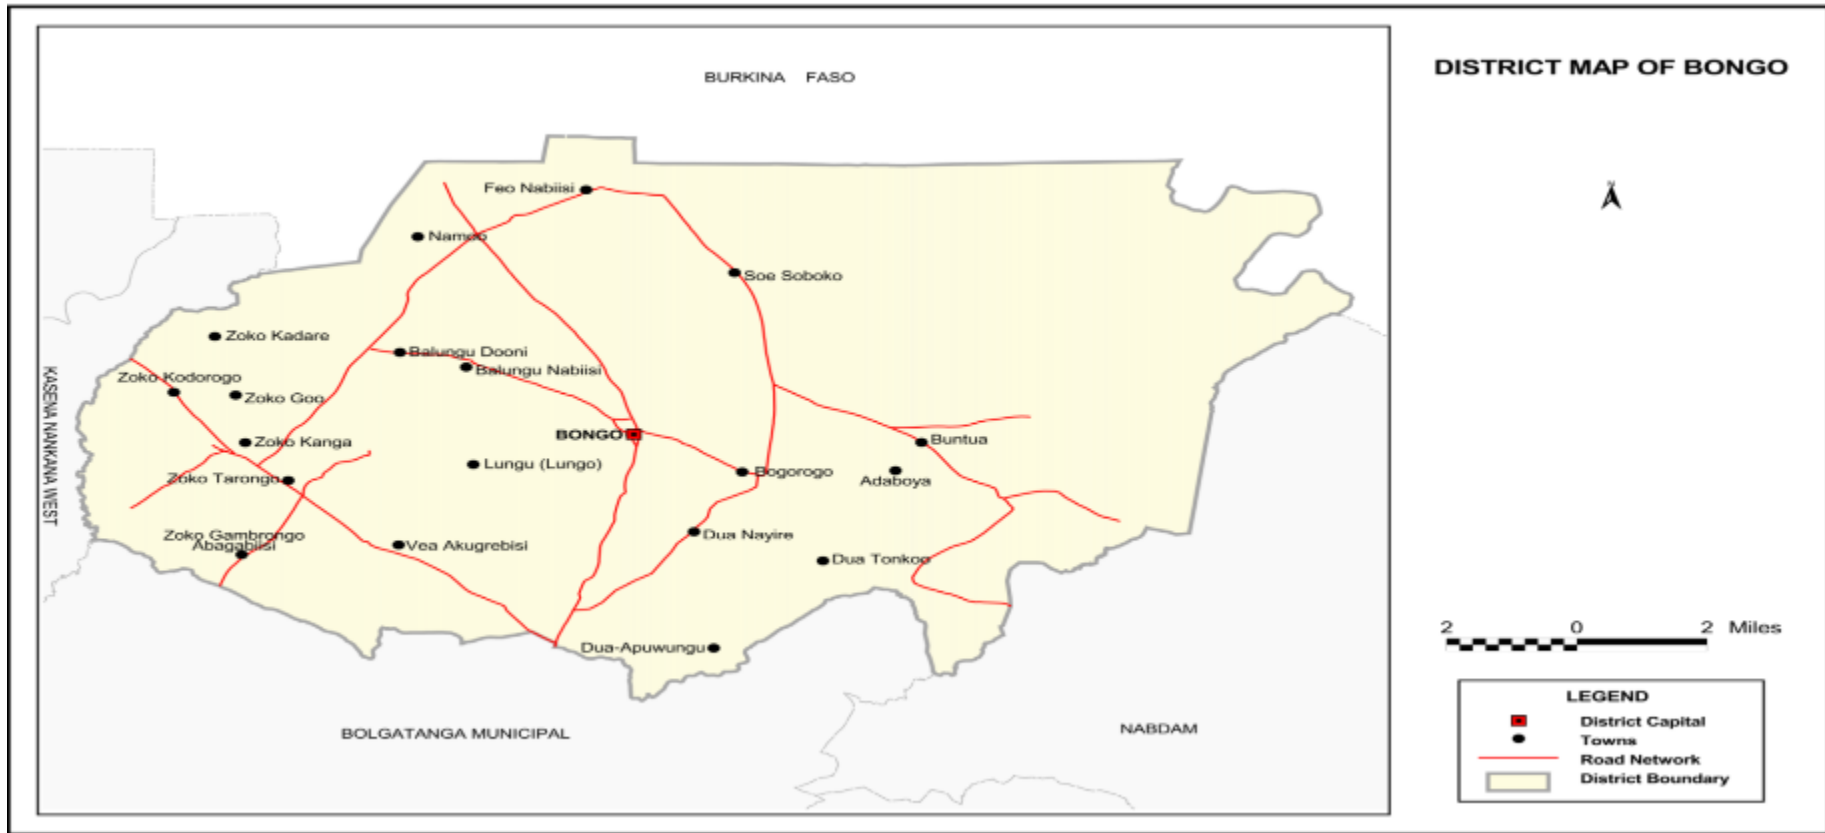 BURKINA FASO
DISTRICT MAP OF BONGO
N
Feo Nabiisi
Namoo
Soe Soboko
Zoko Kadare
Balungu Dooni
Balungu Nabiisi
Zoko Kodorogo
Zoko Goo
KASENA NANKANA WEST
BONGO
Zoko Kanga
Buntua
Lungu (Lungo)
Bogorogo
Zoko Tarongo
Adaboya
Zoko Gambrongo
Abagabiisi
Vea Akugrebisi
Dua Nayire
Dua Tonkoo
Dua-Apuwungu
BOLGATANGA MUNICIPAL
NABDAM
2 0 2 Miles
LEGEND
District Capital
Towns
Road Network
District Boundary